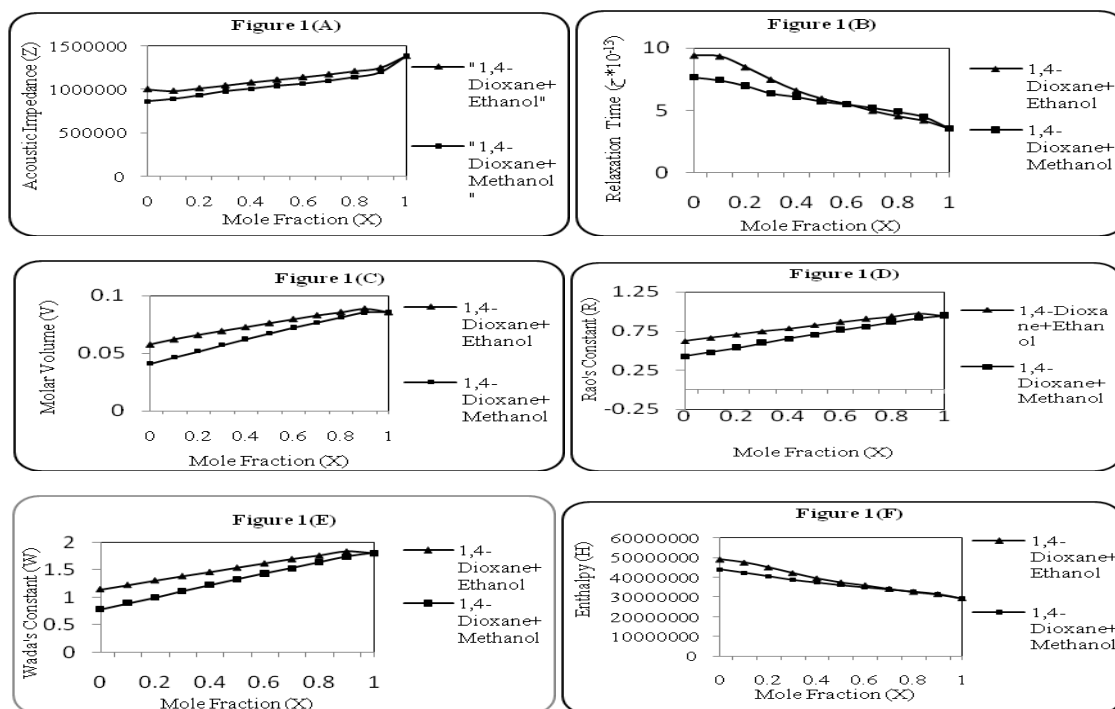 Figure 1(A)
Acoustic Impedance (Z)
1500000
1000000
500000
0
0 0.2 0.4 0.6 0.8 1
Mole Fraction (X)
"1,4-
Dioxane+
Ethanol"
"1,4-
Dioxane+
Methanol
"
Figure 1(B)
Relaxation Time (ζ*10-13)
10
5
0
0 0.2 0.4 0.6 0.8 1
Mole Fraction (X)
1,4-
Dioxane+
Ethanol
1,4-
Dioxane+
Methanol
Figure 1(C)
Molar Volume (V)
0.1
0.05
0
0 0.2 0.4 0.6 0.8 1
Mole Fraction (X)
1,4-
Dioxane+
Ethanol
1,4-
Dioxane+
Methanol
Figure 1(D)
Rao's Constant (R)
1.25
0.75
0.25
-0.25
0 0.2 0.4 0.6 0.8 1
Mole Fraction (X)
1,4-Dioxa
ne+Ethan
ol
1,4-
Dioxane+
Methanol
Figure 1(E)
Wada's Constant (W)
2
1.5
1
0.5
0
0 0.2 0.4 0.6 0.8 1
Mole Fraction (X)
1,4-
Dioxane+
Ethanol
1,4-
Dioxane+
Methanol
Figure 1(F)
Enthalpy (H)
60000000
50000000
40000000
30000000
20000000
10000000
0
0 0.2 0.4 0.6 0.8 1
Mole Fraction (X)
1,4-
Dioxane+
Ethanol
1,4-
Dioxane+
Methanol